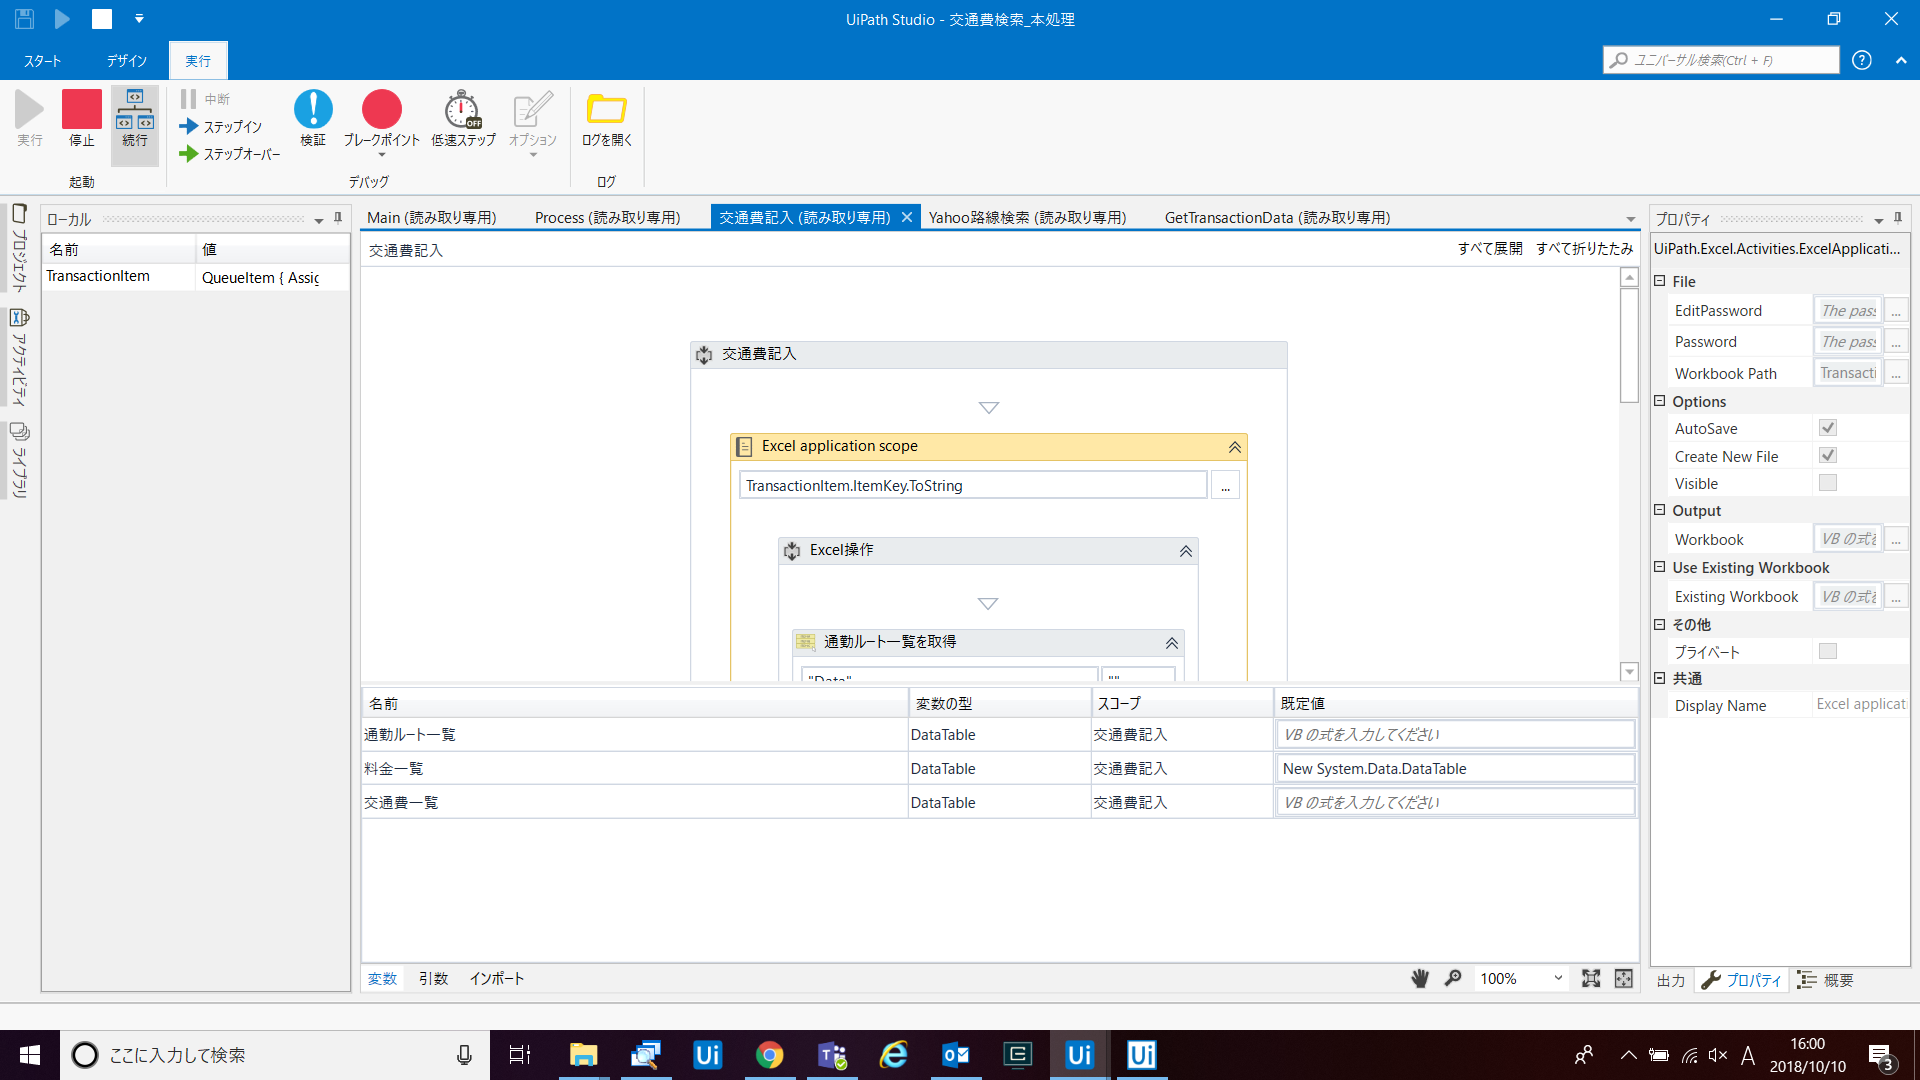 UiPath Studio - 交通費検索_本処理
スタート
デザイン
実行
ユニバーサル検索(Ctrl + F)
実行
停止
続行
中断
ステップイン
ステップオーバー
検証
ブレークポイント
低速ステップ
OFF
オプション
ログを開く
起動
デバッグ
ログ
プロジェクト
アクティビティ
ライブラリ
ローカル
名前
値
TransactionItem
QueueItem { Assig
Main (読み取り専用)
Process (読み取り専用)
交通費記入 (読み取り専用)
Yahoo路線検索 (読み取り専用)
GetTransactionData (読み取り専用)
交通費記入
すべて展開
すべて折りたたみ
交通費記入
Excel application scope
TransactionItem.ItemKey.ToString
...
Excel操作
通勤ルート一覧を取得
"Data"
""
名前
変数の型
スコープ
既定値
通勤ルート一覧
DataTable
交通費記入
VB の式を入力してください
料金一覧
DataTable
交通費記入
New System.Data.DataTable
交通費一覧
DataTable
交通費記入
VB の式を入力してください
変数
引数
インポート
100%
プロパティ
UiPath.Excel.Activities.ExcelApplicati...
File
EditPassword
The pass
...
Password
The pass
...
Workbook Path
Transacti
...
Options
AutoSave
Create New File
Visible
Output
Workbook
VB の式を
...
Use Existing Workbook
Existing Workbook
VB の式を
...
その他
プライベート
共通
Display Name
Excel applicati
出力
プロパティ
概要
ここに入力して検索
Ui
Ui
Ui
A
16:00
2018/10/10
3